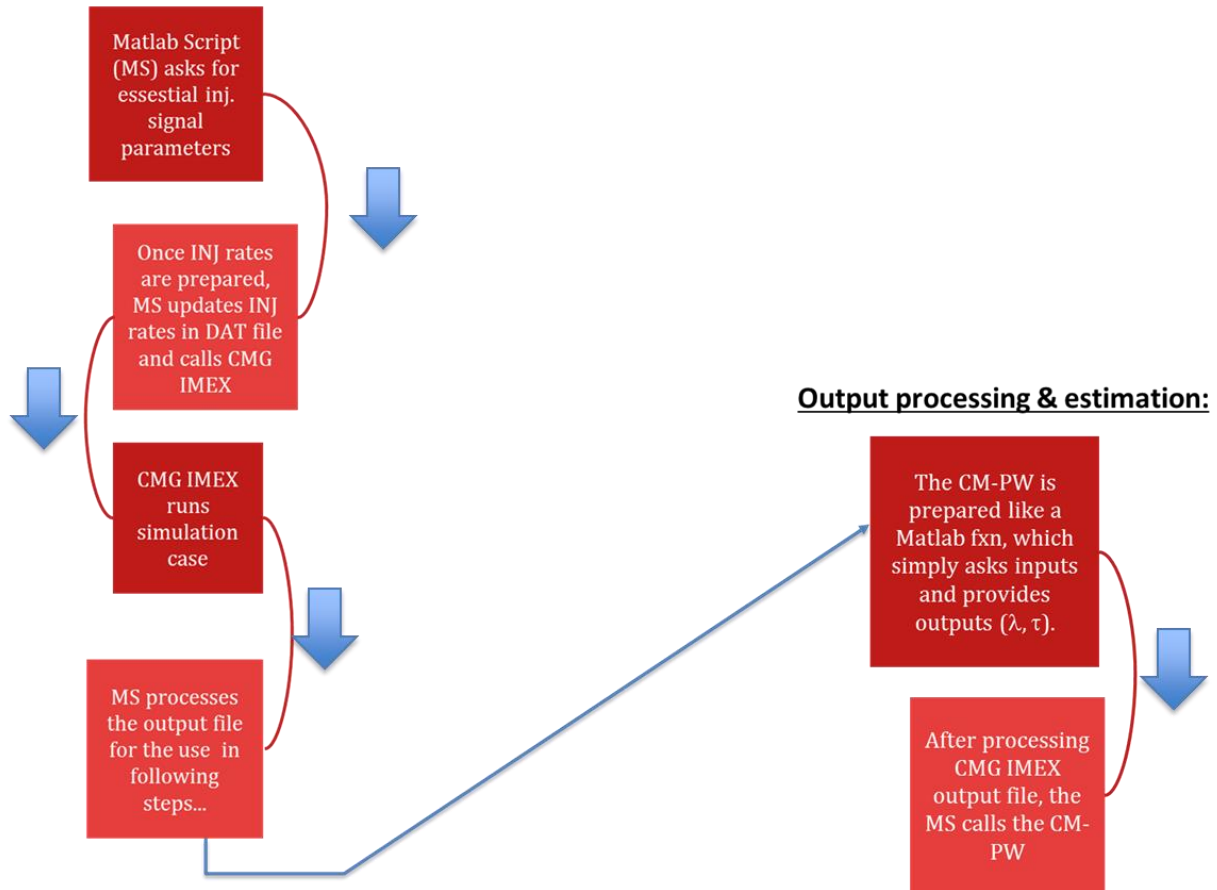 Matlab Script
(MS) asks for
essestial inj.
signal
parameters
Once INJ rates
are prepared,
MS updates INJ
rates in DAT file
and calls CMG
IMEX
CMG IMEX
runs
simulation
case
MS processes
the output file
for the use in
following
steps...
Output processing & estimation:
The CM-PW is
prepared like a
Matlab fxn, which
simply asks inputs
and provides
outputs (λ, τ).
After processing
CMG IMEX
output file, the
MS calls the CM-
PW